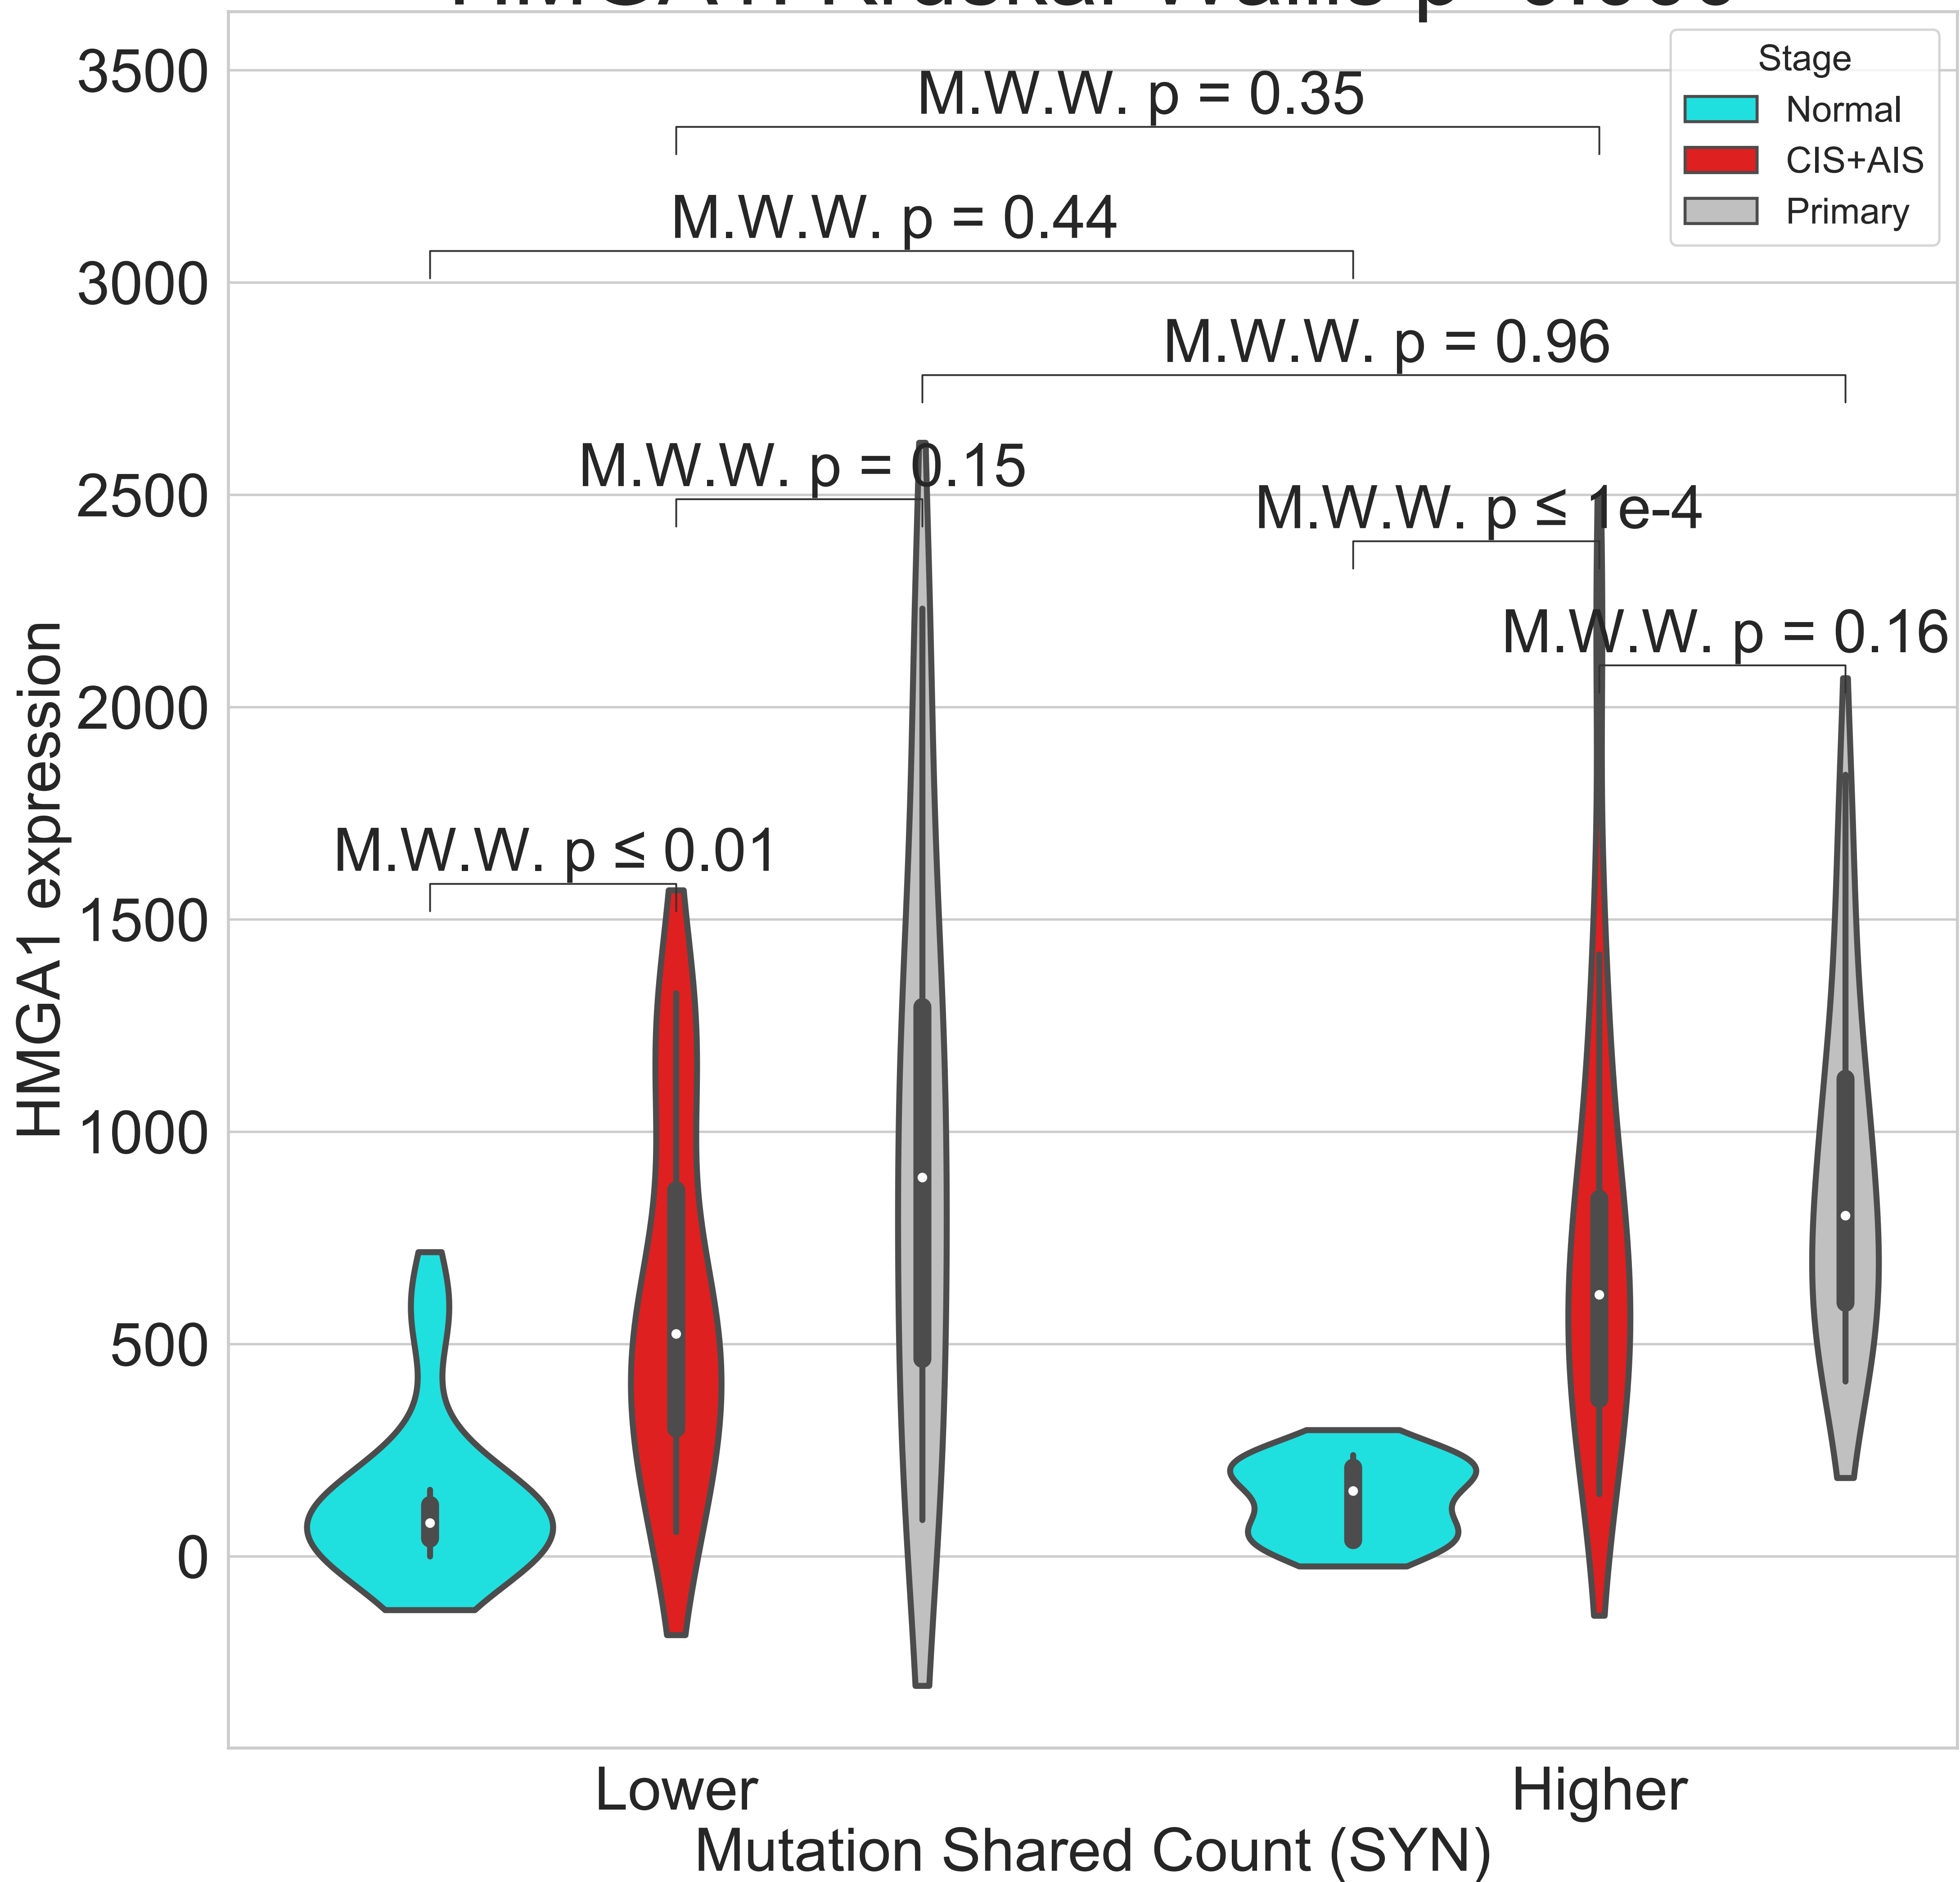 Stage
Normal
CIS+AIS
Primary
M.W.W. p = 0.35
M.W.W. p = 0.44
M.W.W. p = 0.96
M.W.W. p = 0.15
M.W.W. p ≤ 1e-4
M.W.W. p = 0.16
M.W.W. p ≤ 0.01
3500
3000
2500
2000
1500
1000
500
0
HMGA1 expression
Lower
Higher
Mutation Shared Count (SYN)